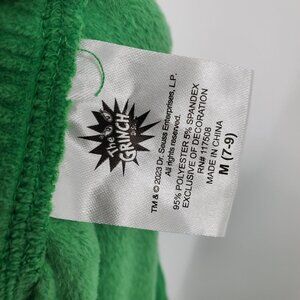 the
GRINCH
TM & © 2023 Dr. Seuss Enterprises, L.P.
All rights reserved.
95% POLYESTER 5% SPANDEX
EXCLUSIVE OF DECORATION
RN# 117508
MADE IN CHINA
M (7-9)